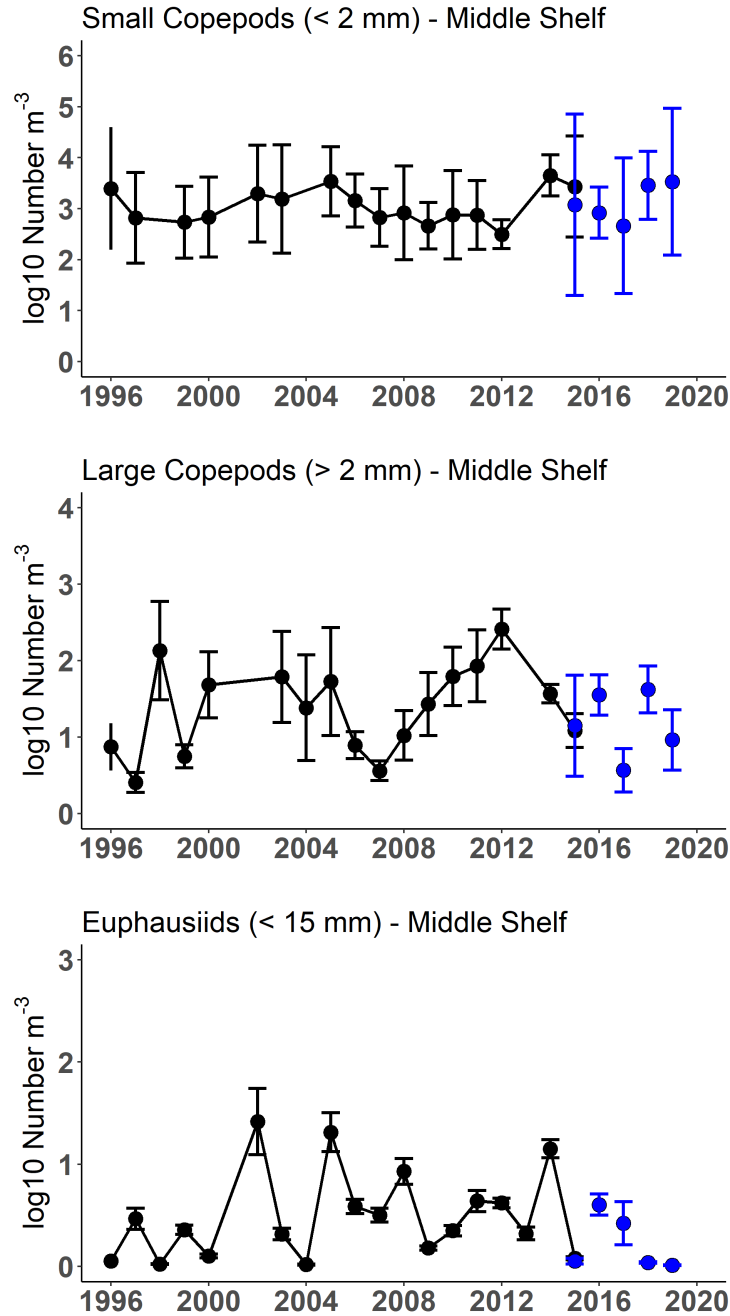 Small Copepods (< 2 mm) - Middle Shelf
log10 Number m-3
6
5
4
3
2
1
0
1996 2000 2004 2008 2012 2016 2020
Large Copepods (> 2 mm) - Middle Shelf
log10 Number m-3
4
3
2
1
0
1996 2000 2004 2008 2012 2016 2020
Euphausiids (< 15 mm) - Middle Shelf
log10 Number m-3
3
2
1
0
1996 2000 2004 2008 2012 2016 2020